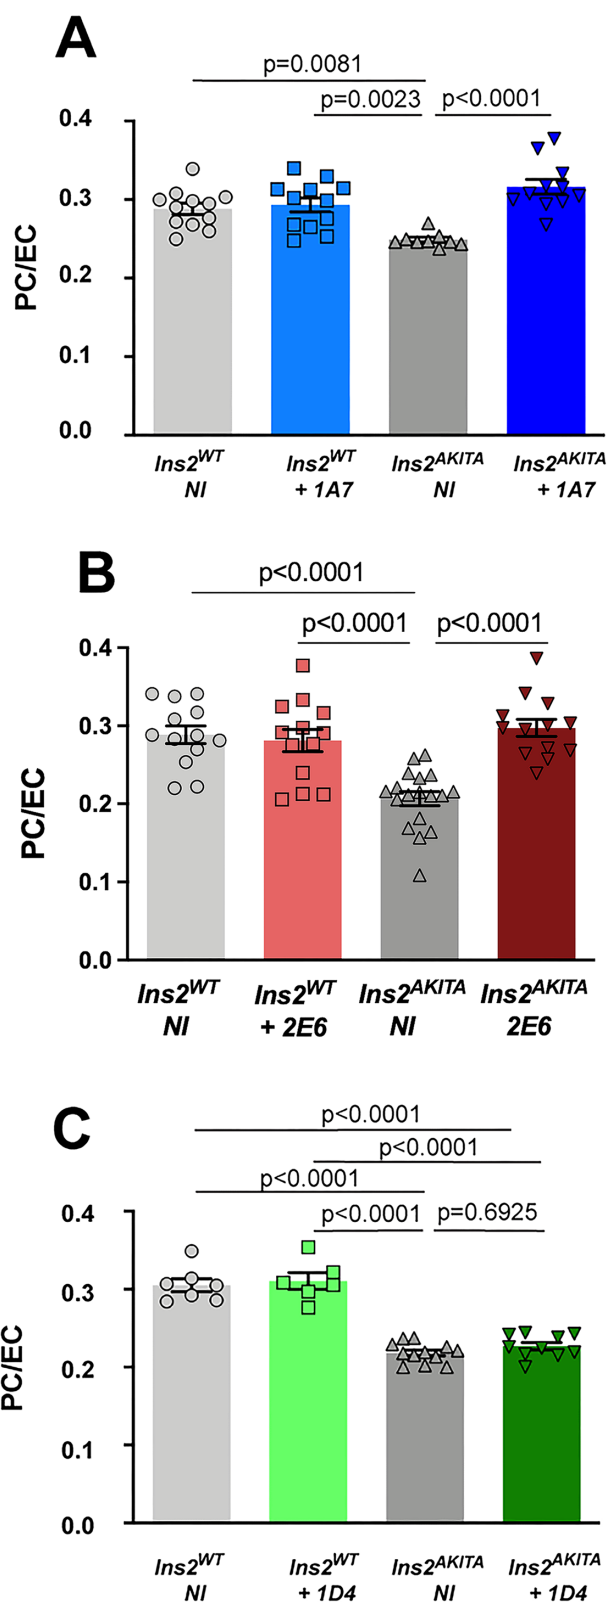 A
p=0.0081
p=0.0023 p<0.0001
0.4
0.3
0.2
0.1
0.0
PC/EC
Ins2WT Ins2WT Ins2AKITA Ins2AKITA
NI + 1A7 NI + 1A7
B
p<0.0001
p<0.0001 p<0.0001
0.4
0.3
0.2
0.1
0.0
PC/EC
Ins2WT Ins2WT Ins2AKITA Ins2AKITA
NI + 2E6 NI 2E6
C
p<0.0001
p<0.0001
p<0.0001
p<0.0001 p=0.6925
0.4
0.3
0.2
0.1
0.0
PC/EC
Ins2WT Ins2WT Ins2AKITA Ins2AKITA
NI + 1D4 NI + 1D4